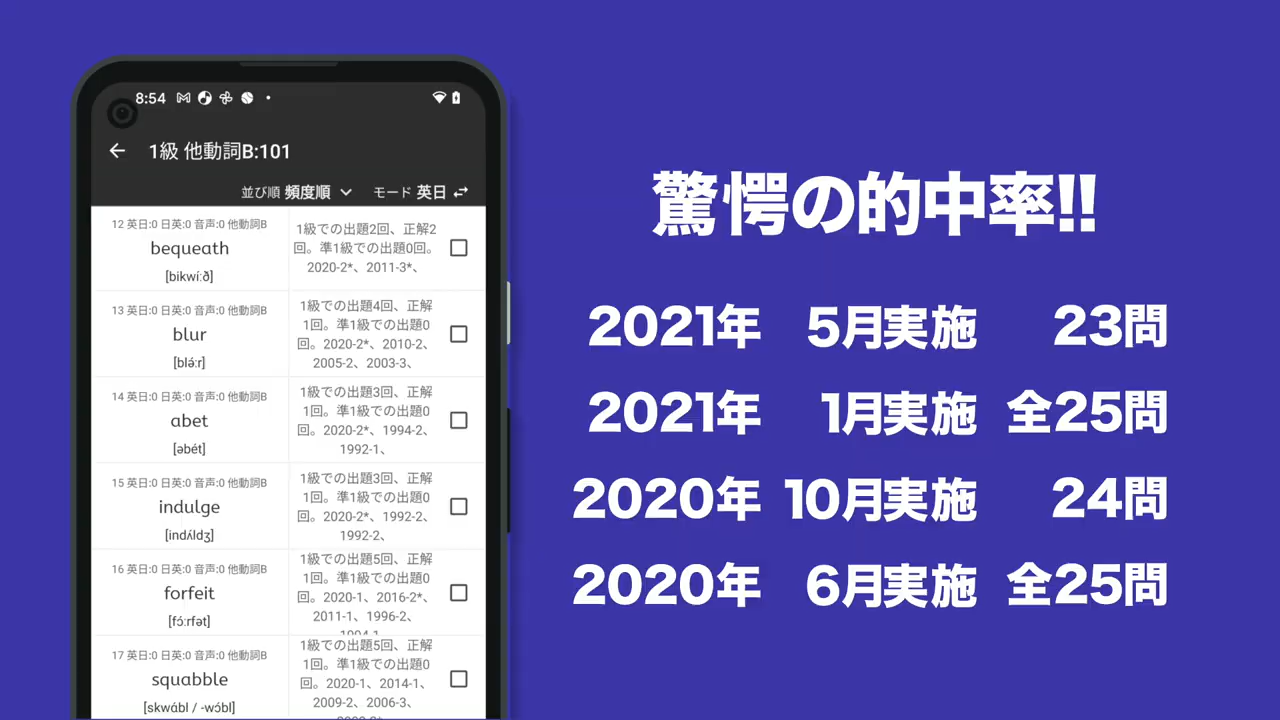 8:54
1級 他動詞B:101
並び順 頻度順 モード 英日
12 英日:0 日英:0 音声:0 他動詞B
bequeath
[bikwíːð]
1級での出題2回、正解2
回。準1級での出題0回。
2020-2*、2011-3*、
13 英日:0 日英:0 音声:0 他動詞B
blur
[blə́ːr]
1級での出題4回、正解
1回。準1級での出題0
回。2020-2*、2010-2、
2005-2、2003-3、
14 英日:0 日英:0 音声:0 他動詞B
abet
[əbét]
1級での出題3回、正解
1回。準1級での出題0
回。2020-2*、1994-2、
1992-1、
15 英日:0 日英:0 音声:0 他動詞B
indulge
[indʌ́ldʒ]
1級での出題3回、正解
1回。準1級での出題0
回。2020-2*、1992-2、
1992-2、
16 英日:0 日英:0 音声:0 他動詞B
forfeit
[fɔ́ːrfət]
1級での出題5回、正解
1回。準1級での出題0
回。2020-1、2016-2*、
2011-1、1996-2、
17 英日:0 日英:0 音声:0 他動詞B
squabble
[skwɑ́bl / -wɔ́bl]
1級での出題5回、正解
1回。準1級での出題0
回。2020-1、2014-1、
2009-2、2006-3、
驚愕の的中率!!
2021年 5月実施 23問
2021年 1月実施 全25問
2020年 10月実施 24問
2020年 6月実施 全25問